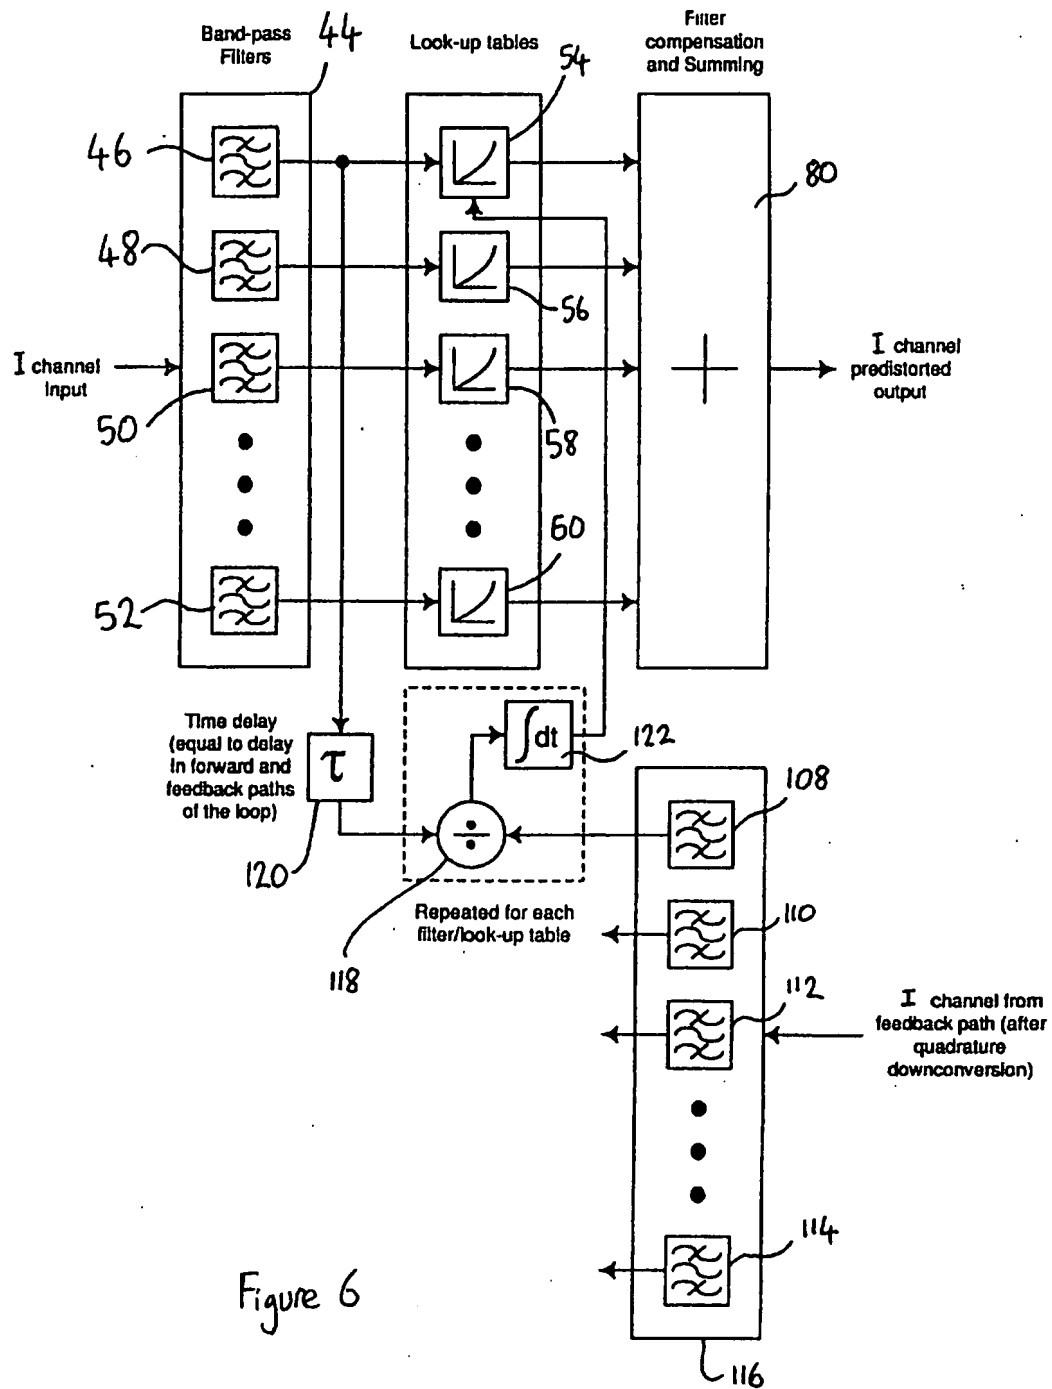 Band-pass
Filters
44
Look-up tables
54
Filter
compensation
and Summing
46
80
48
56
I channel
Input
I channel
predistorted
output
50
58
60
52
Time delay
(equal to delay
in forward and
feedback paths
of the loop)
τ
∫dt
122
108
÷
120
110
Repeated for each
filter/look-up table
118
112
I channel from
feedback path (after
quadrature
downconversion)
114
Figure 6
116